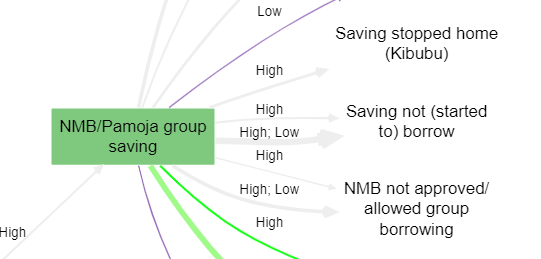 Low
Saving stopped home
(Kibubu)
High
High
Saving not (started
to) borrow
High; Low
NMB/Pamoja group
saving
High
High; Low
NMB not approved/
allowed group
borrowing
High
High